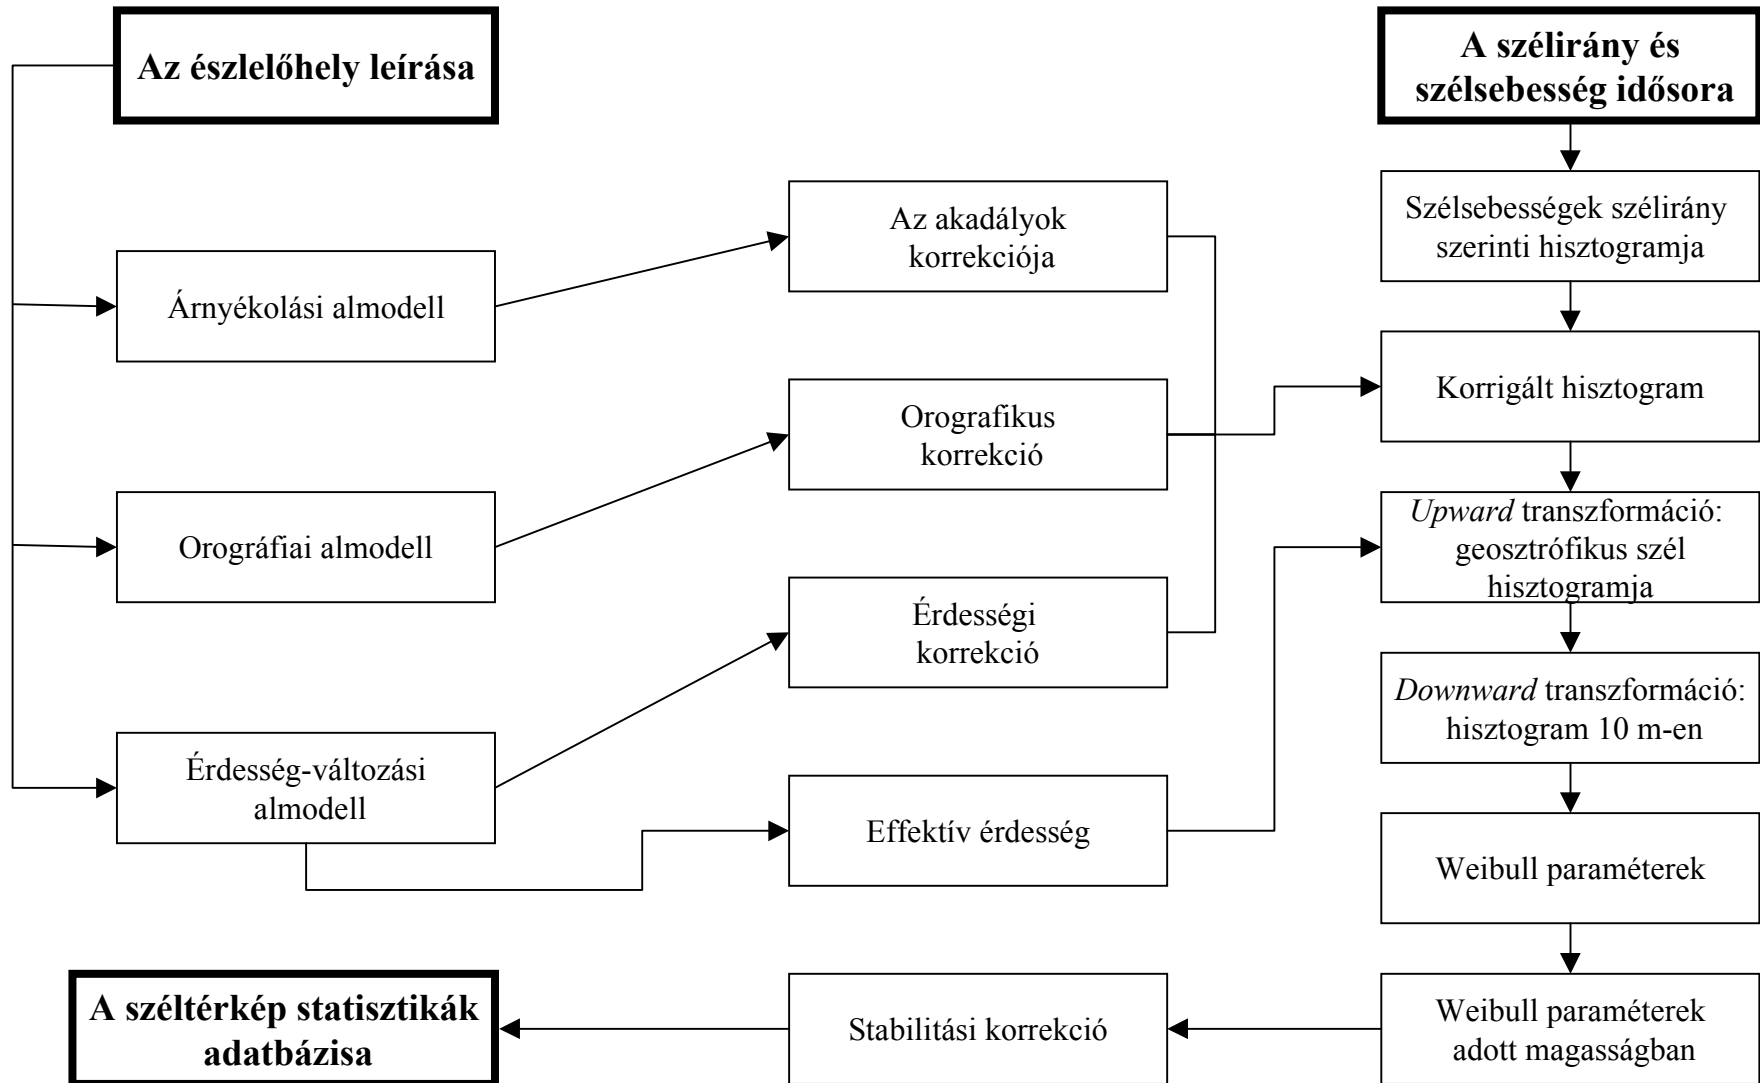 Az észlelőhely leírása
A szélirány és
szélsebesség idősora
Az akadályok
korrekciója
Szélsebességek szélirány
szerinti hisztogramja
Árnyékolási almodell
Orografikus
korrekció
Korrigált hisztogram
Orográfiai almodell
Upward transzformáció:
geosztrófikus szél
hisztogramja
Érdességi
korrekció
Downward transzformáció:
hisztogram 10 m-en
Érdesség-változási
almodell
Effektív érdesség
Weibull paraméterek
A széltérkép statisztikák
adatbázisa
Stabilitási korrekció
Weibull paraméterek
adott magasságban